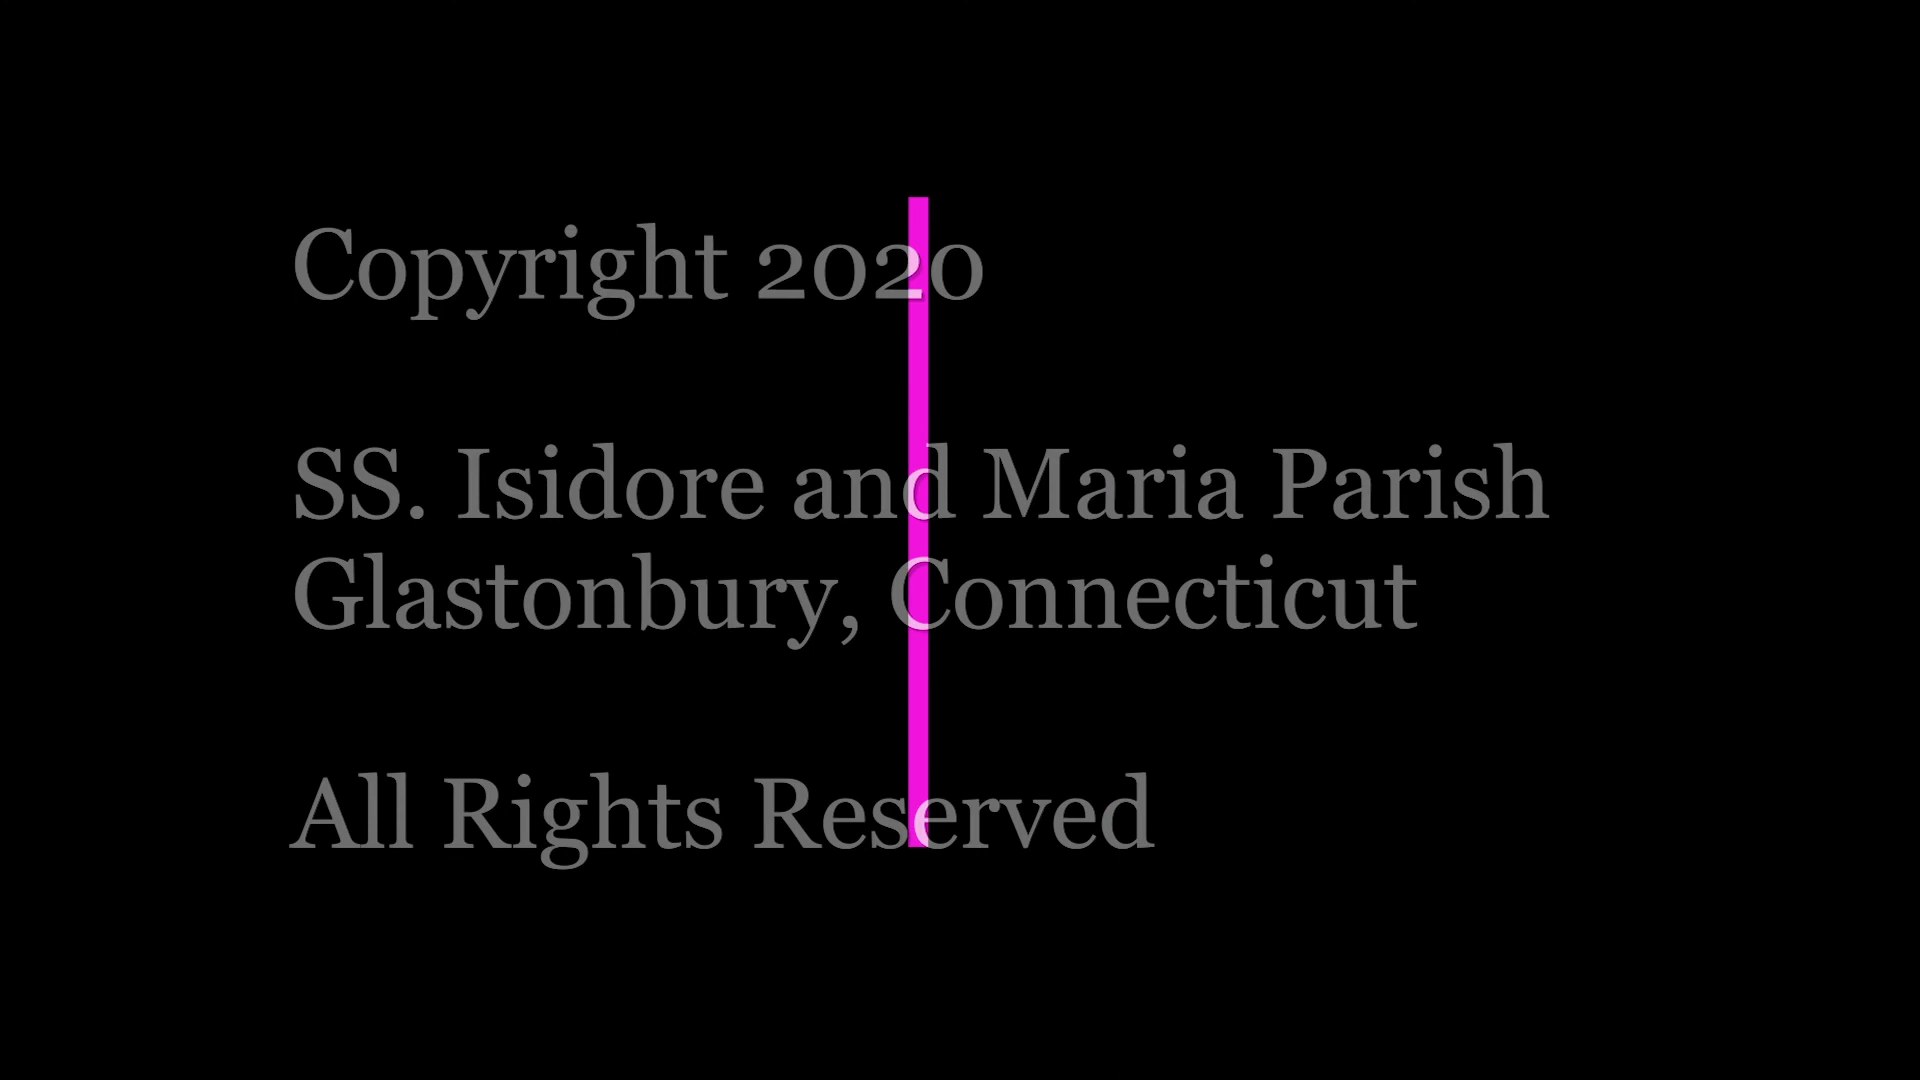 Copyright 2020
SS. Isidore and Maria Parish
Glastonbury, Connecticut
All Rights Reserved